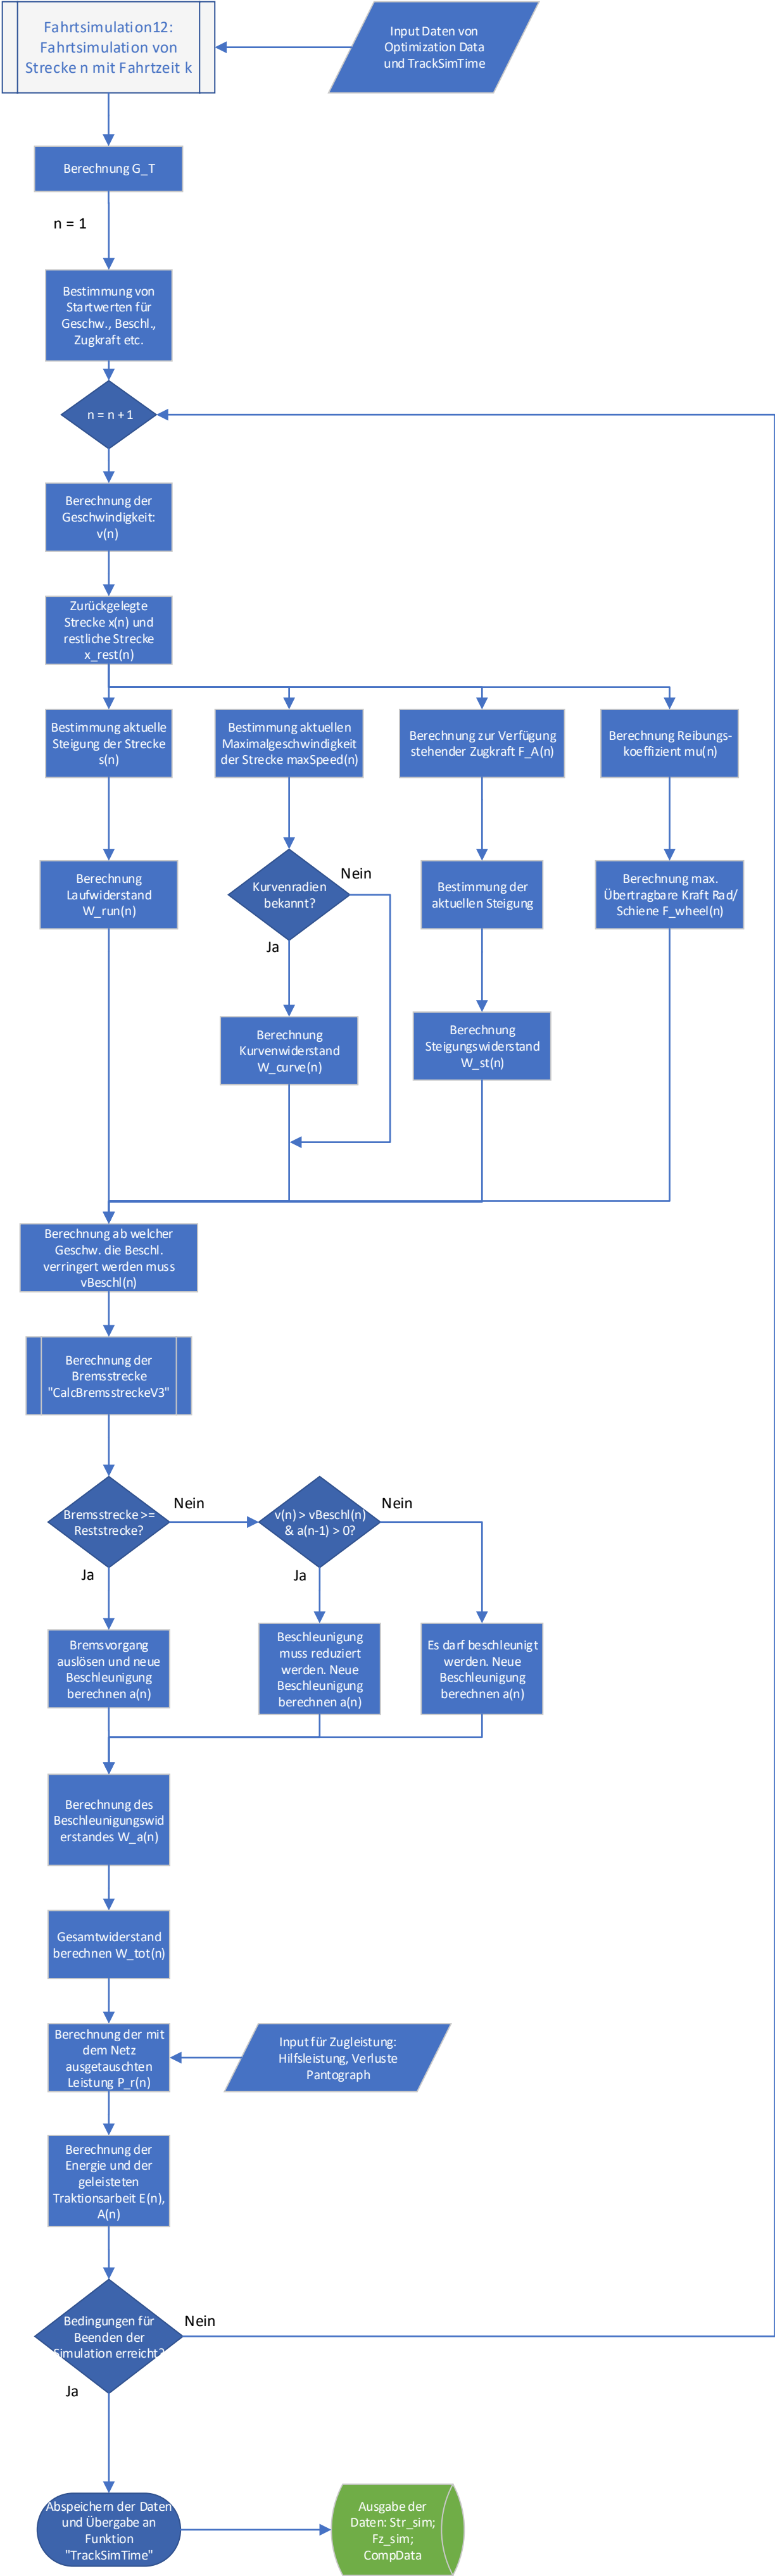 Fahrtsimulation12:
Fahrtsimulation von
Strecke n mit Fahrtzeit k
Input Daten von
Optimization Data
und TrackSimTime
Berechnung G_T
n = 1
Bestimmung von
Startwerten für
Geschw., Beschl.,
Zugkraft etc.
n = n + 1
Berechnung der
Geschwindigkeit:
v(n)
Zurückgelegte
Strecke x(n) und
restliche Strecke
x_rest(n)
Bestimmung aktuelle
Steigung der Strecke
s(n)
Bestimmung aktuellen
Maximalgeschwindigkeit
der Strecke maxSpeed(n)
Berechnung zur Verfügung
stehender Zugkraft F_A(n)
Berechnung Reibungs-
koeffizient mu(n)
Berechnung
Laufwiderstand
W_run(n)
Kurvenradien
bekannt?
Nein
Ja
Bestimmung der
aktuellen Steigung
Berechnung max.
Übertragbare Kraft Rad/
Schiene F_wheel(n)
Berechnung
Kurvenwiderstand
W_curve(n)
Berechnung
Steigungswiderstand
W_st(n)
Berechnung ab welcher
Geschw. die Beschl.
verringert werden muss
vBeschl(n)
Berechnung der
Bremsstrecke
"CalcBremsstreckeV3"
Bremsstrecke >=
Reststrecke?
Nein
Ja
v(n) > vBeschl(n)
& a(n-1) > 0?
Nein
Ja
Bremsvorgang
auslösen und neue
Beschleunigung
berechnen a(n)
Beschleunigung
muss reduziert
werden. Neue
Beschleunigung
berechnen a(n)
Es darf beschleunigt
werden. Neue
Beschleunigung
berechnen a(n)
Berechnung des
Beschleunigungswid
erstandes W_a(n)
Gesamtwiderstand
berechnen W_tot(n)
Berechnung der mit
dem Netz
ausgetauschten
Leistung P_r(n)
Input für Zugleistung:
Hilfsleistung, Verluste
Pantograph
Berechnung der
Energie und der
geleisteten
Traktionsarbeit E(n),
A(n)
Bedingungen für
Beenden der
Simulation erreicht?
Nein
Ja
Abspeichern der Daten
und Übergabe an
Funktion
"TrackSimTime"
Ausgabe der
Daten: Str_sim;
Fz_sim;
CompData